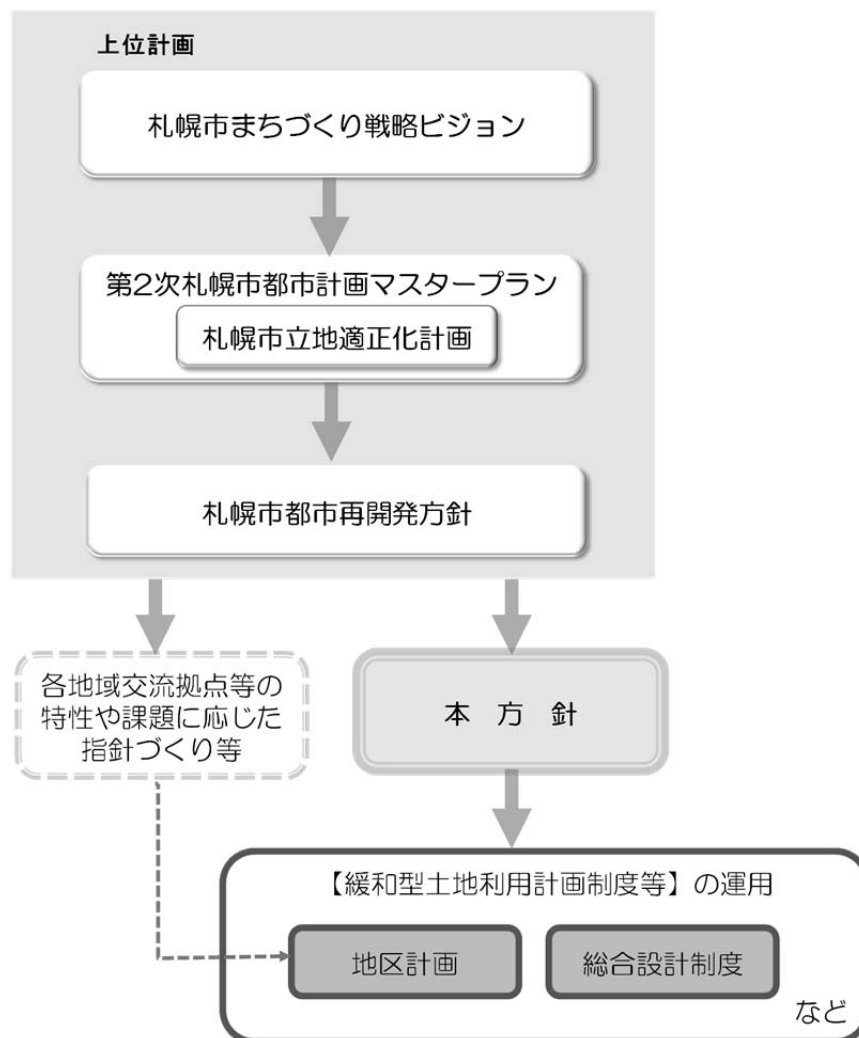 上位計画
札幌市まちづくり戦略ビジョン
第2次札幌市都市計画マスタープラン
札幌市立地適正化計画
札幌市都市再開発方針
各地域交流拠点等の
特性や課題に応じた
指針づくり等
本 方 針
【緩和型土地利用計画制度等】の運用
地区計画
総合設計制度
など